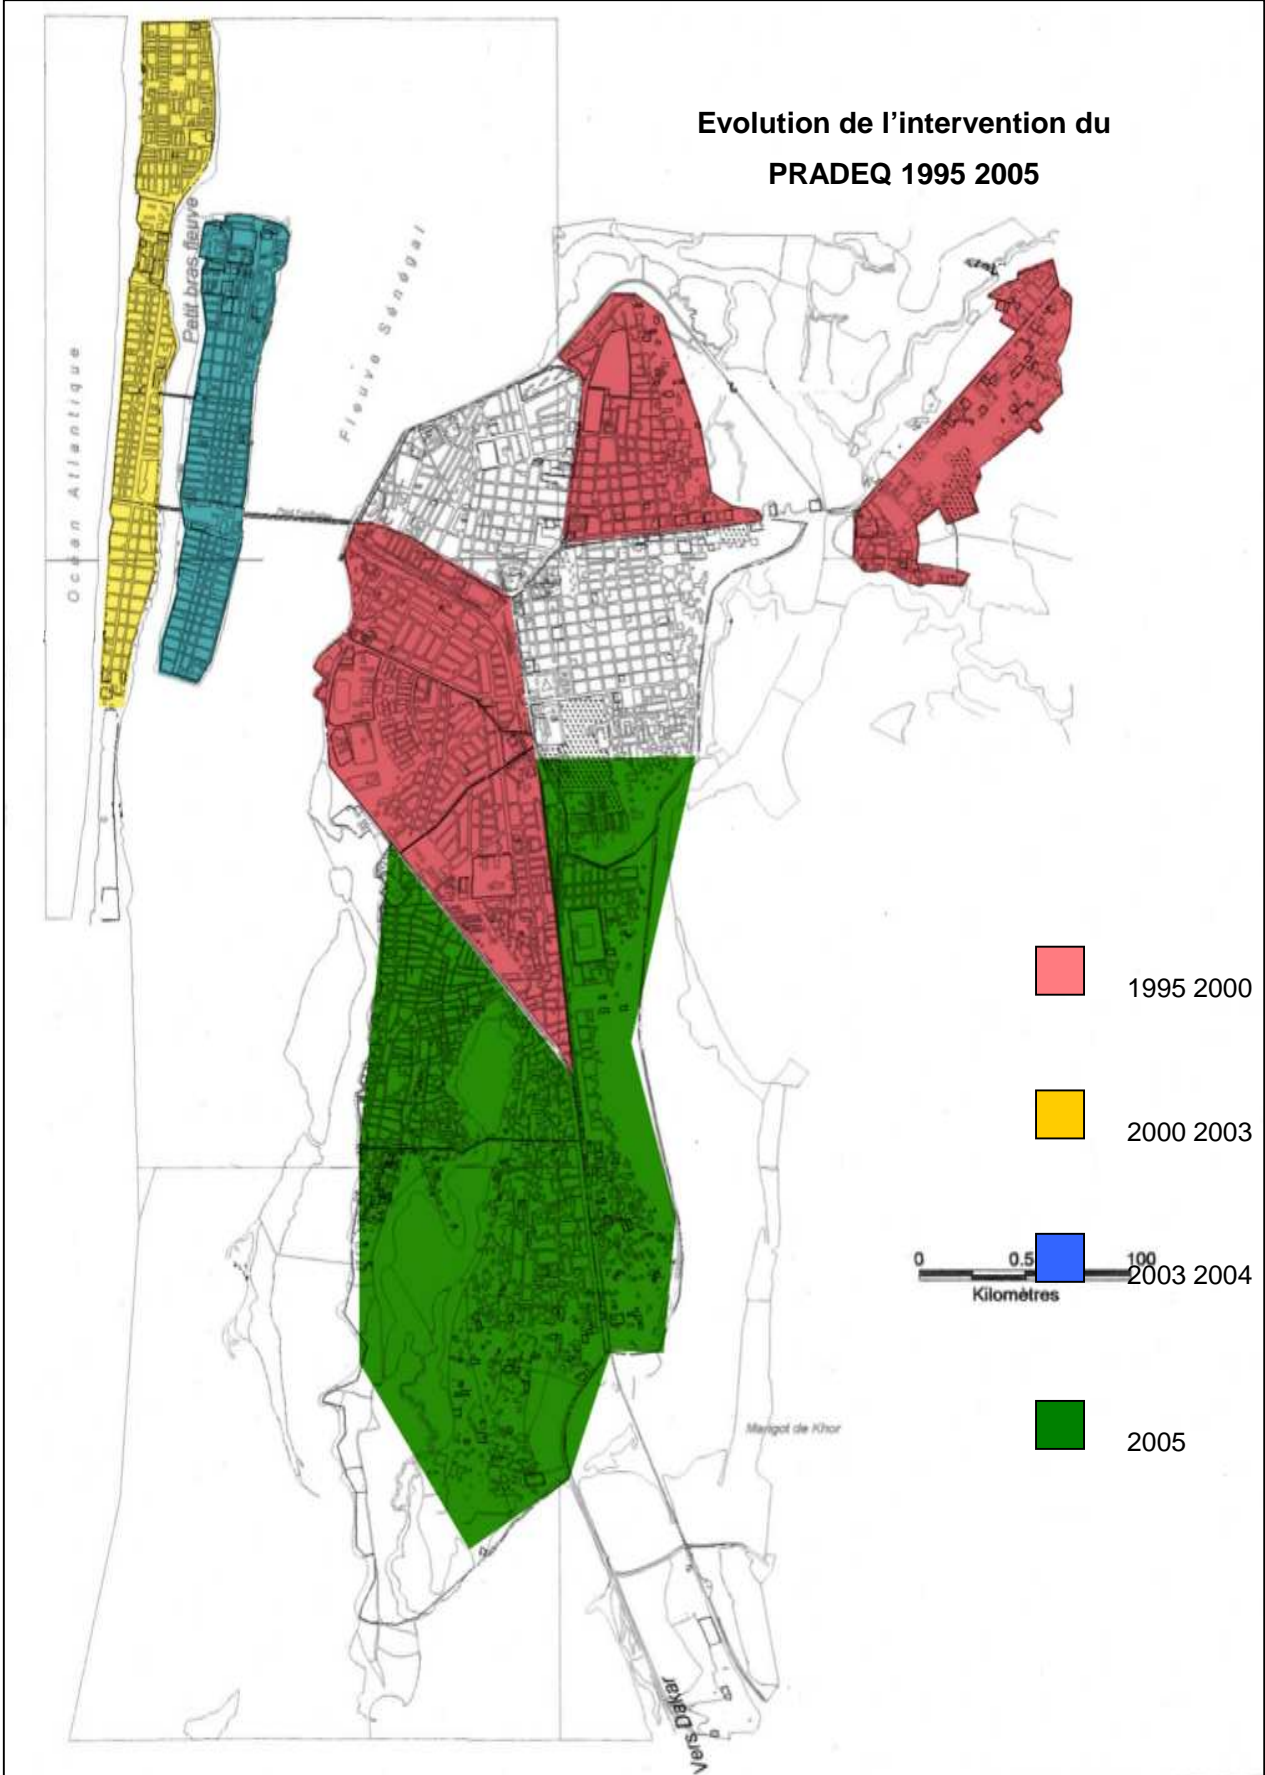 Evolution de l'intervention du
PRADEQ 1995 2005
Petit bras fleuve
Fleuve Sénégal
Océan Atlantique
1995 2000
2000 2003
0 0.5 100
2003 2004
Kilomètres
2005
Marigot de Khor
Vers Dakar